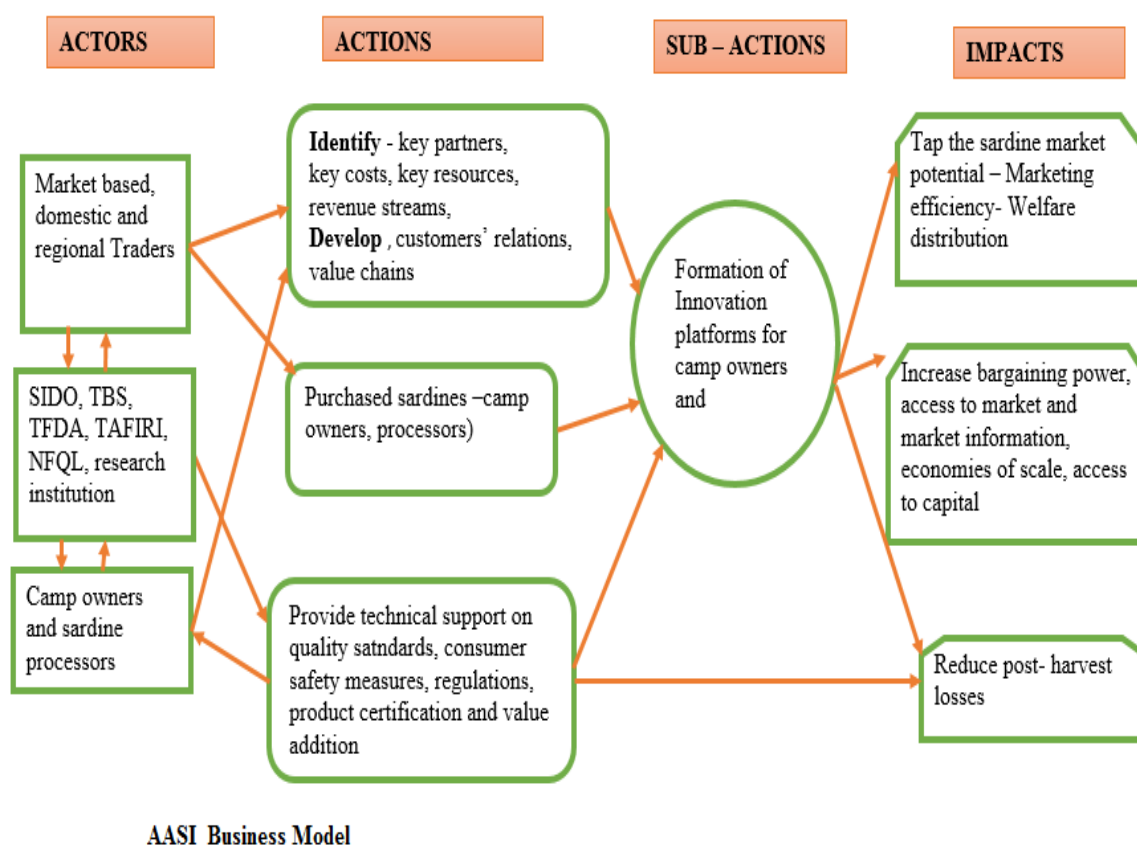 ACTORS
ACTIONS
SUB – ACTIONS
IMPACTS
Market based,
domestic and
regional Traders
SIDO, TBS,
TFDA, TAFIRI,
NFQL, research
institution
Camp owners
and sardine
processors
Identify - key partners,
key costs, key resources,
revenue streams,
Develop , customers’ relations,
value chains
Purchased sardines –camp
owners, processors)
Provide technical support on
quality satndards, consumer
safety measures, regulations,
product certification and value
addition
Formation of
Innovation
platforms for
camp owners
and
Tap the sardine market
potential – Marketing
efficiency- Welfare
distribution
Increase bargaining power,
access to market and
market information,
economies of scale, access
to capital
Reduce post- harvest
losses
AASI Business Model